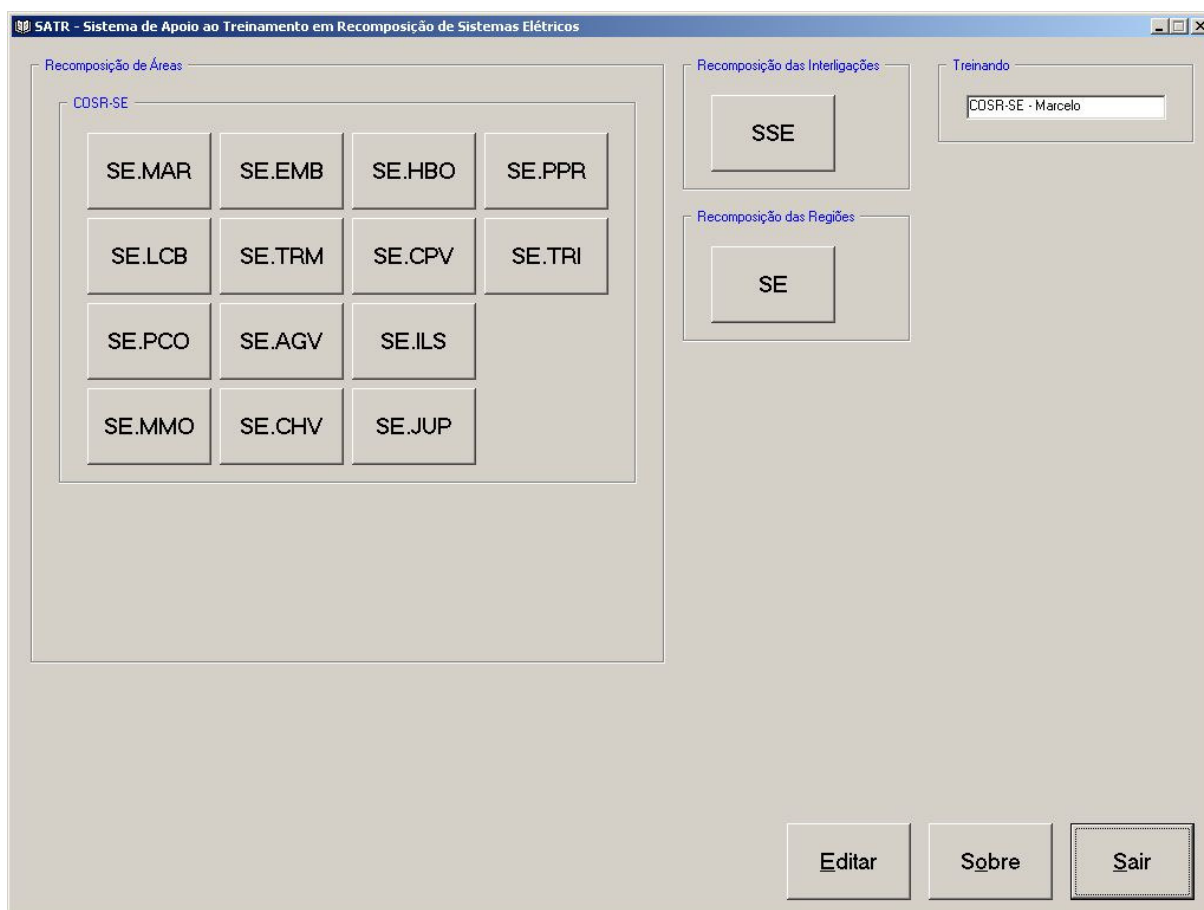 SATR - Sistema de Apoio ao Treinamento em Recomposição de Sistemas Elétricos
Recomposição de Áreas
COSR-SE
SE.MAR
SE.EMB
SE.HBO
SE.PPR
SE.LCB
SE.TRM
SE.CPV
SE.TRI
SE.PCO
SE.AGV
SE.ILS
SE.MMO
SE.CHV
SE.JUP
Recomposição das Interligações
SSE
Recomposição das Regiões
SE
Treinando
COSR-SE - Marcelo
Editar
Sobre
Sair